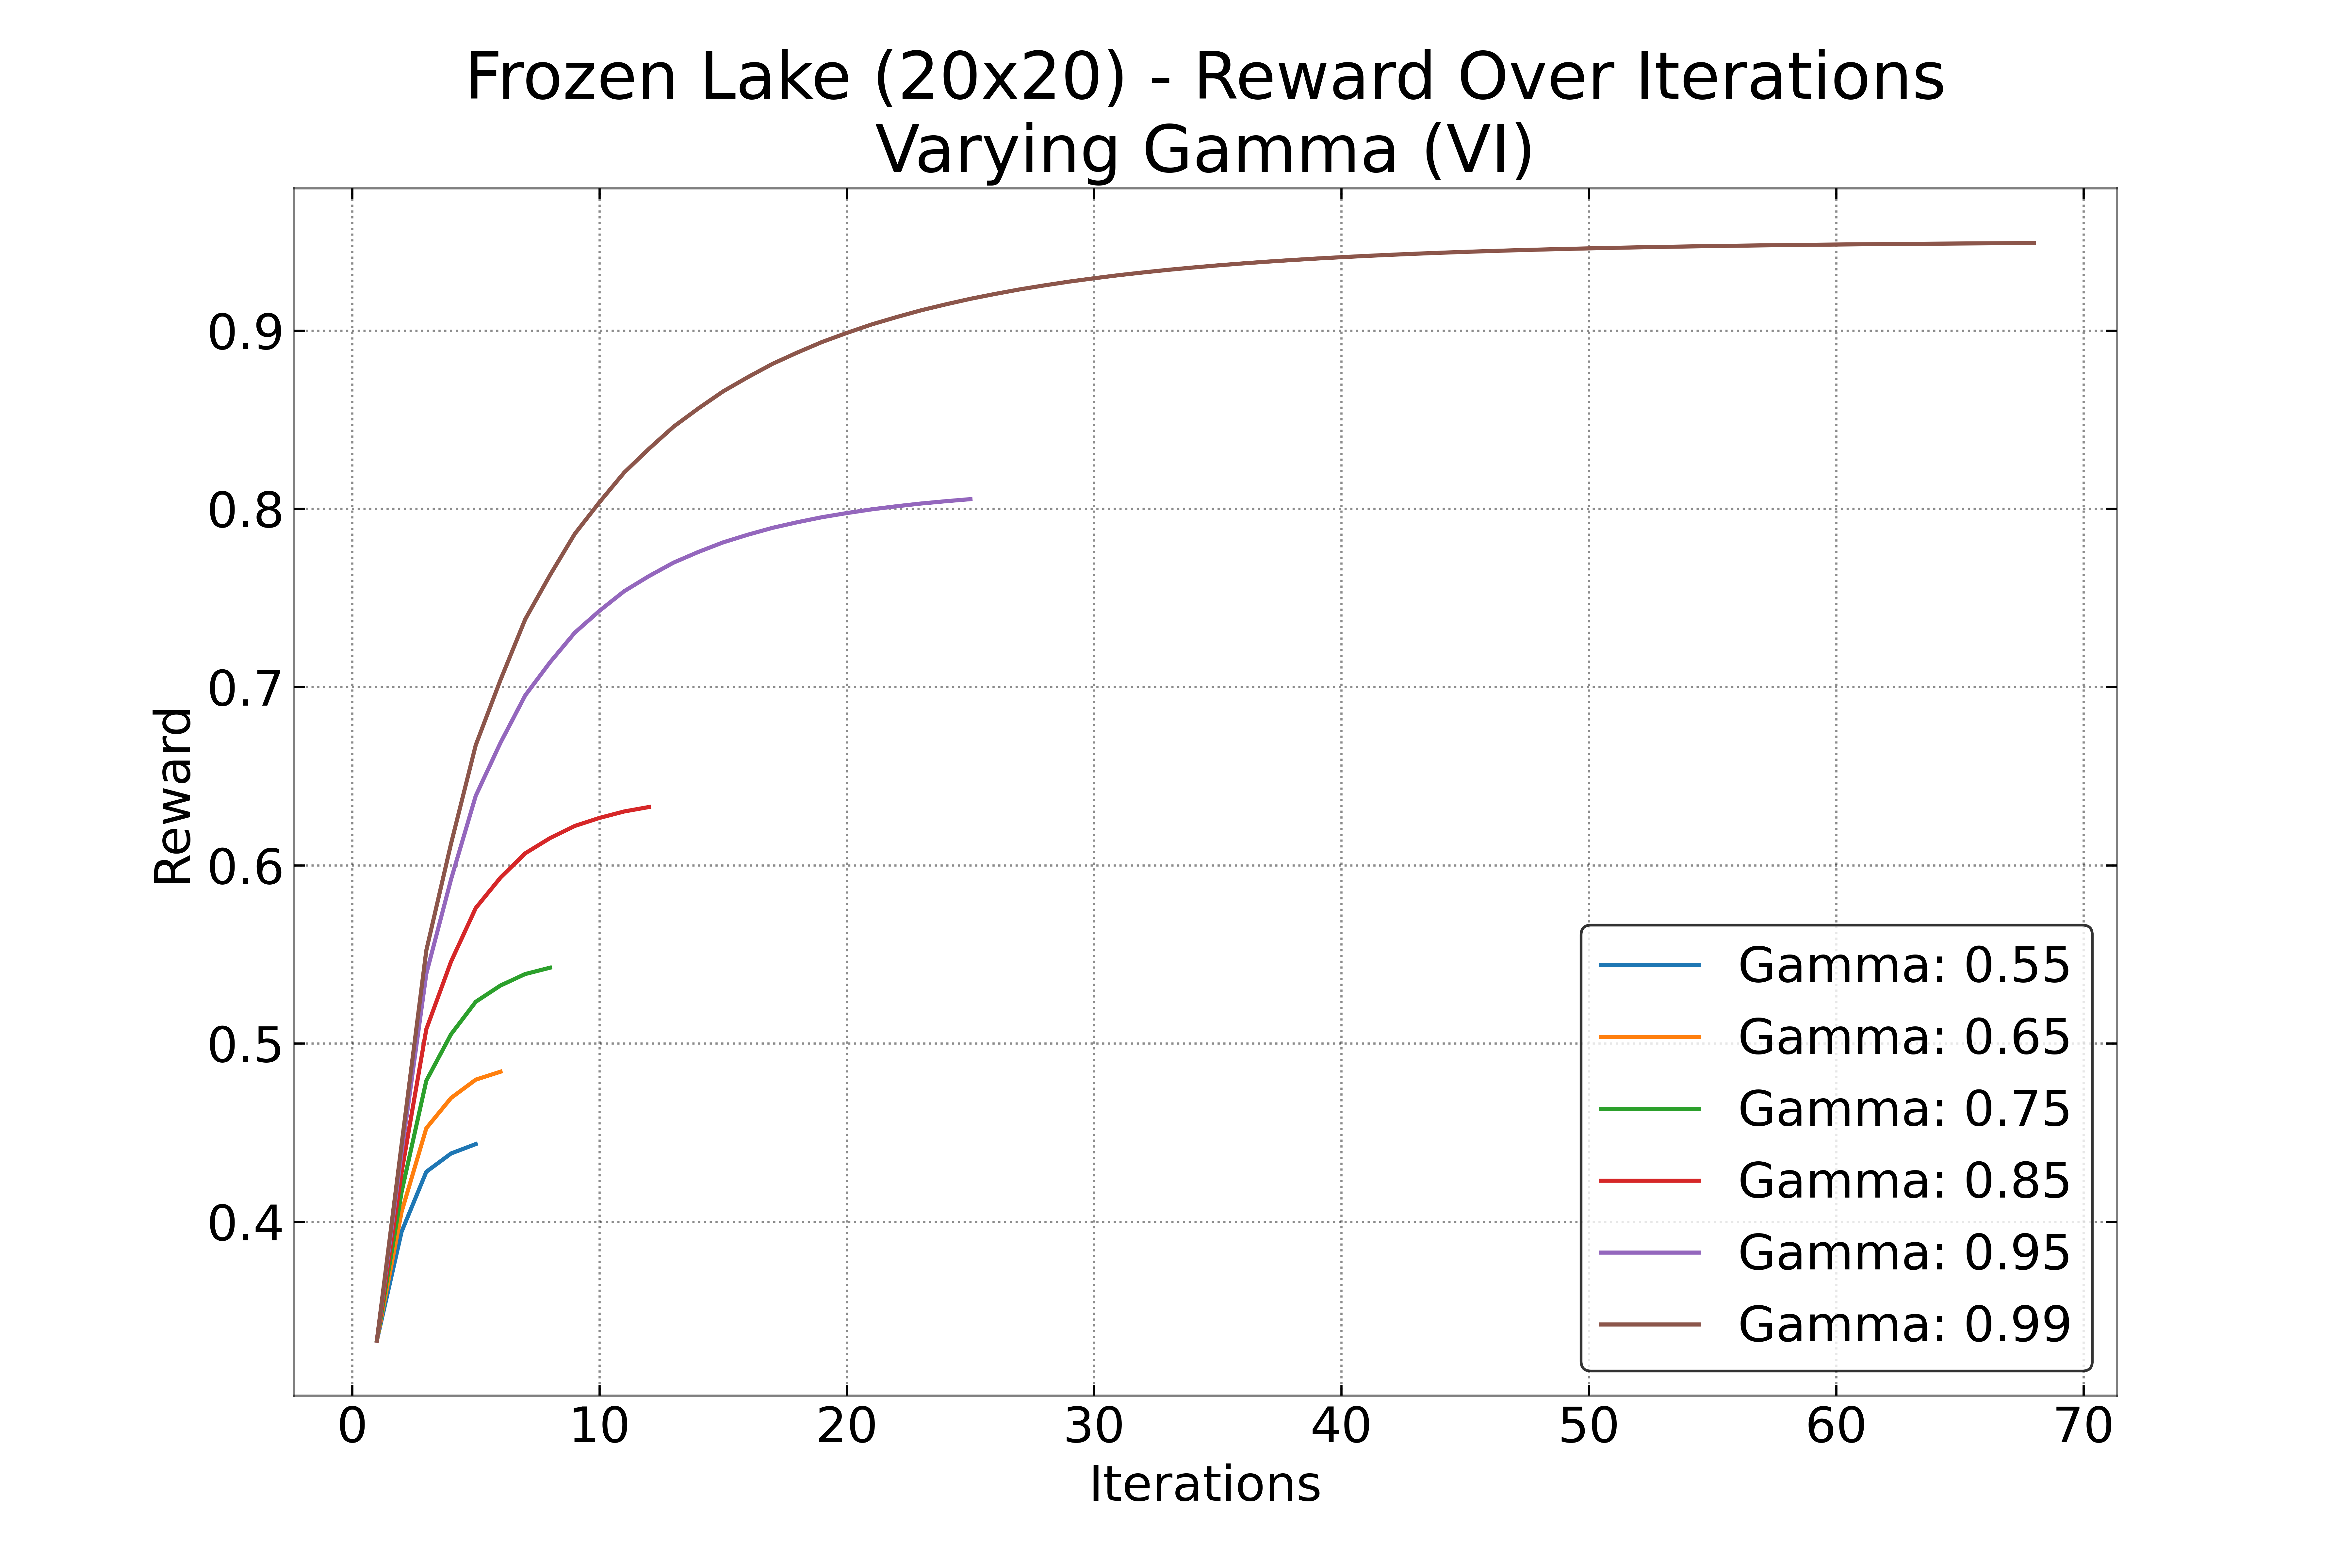 Frozen Lake (20x20) - Reward Over Iterations
Varying Gamma (VI)
Reward
0.9
0.8
0.7
0.6
0.5
0.4
0
10
20
30
40
50
60
70
Iterations
Gamma: 0.55
Gamma: 0.65
Gamma: 0.75
Gamma: 0.85
Gamma: 0.95
Gamma: 0.99